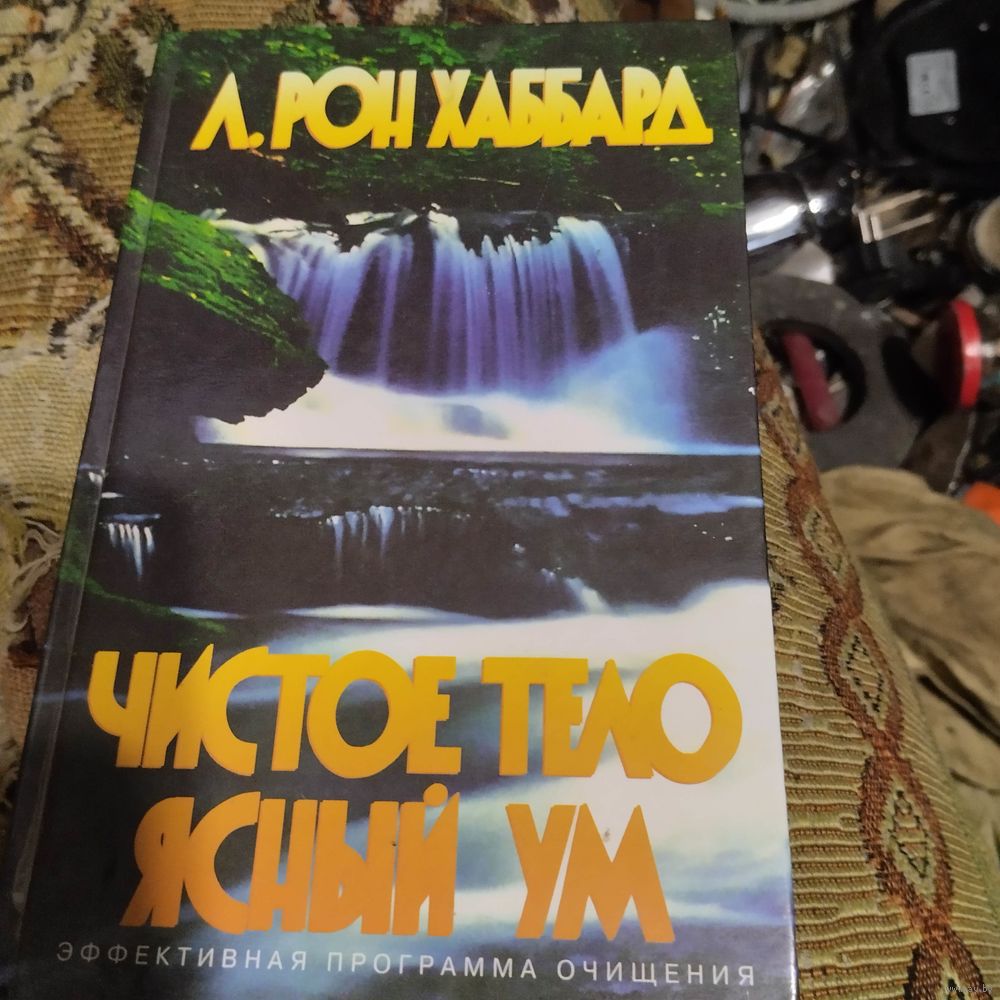 Л. РОН ХАББАРД
ЧИСТОЕ ТЕЛО
ЯСНЫЙ УМ
ЭФФЕКТИВНАЯ ПРОГРАММА ОЧИЩЕНИЯ